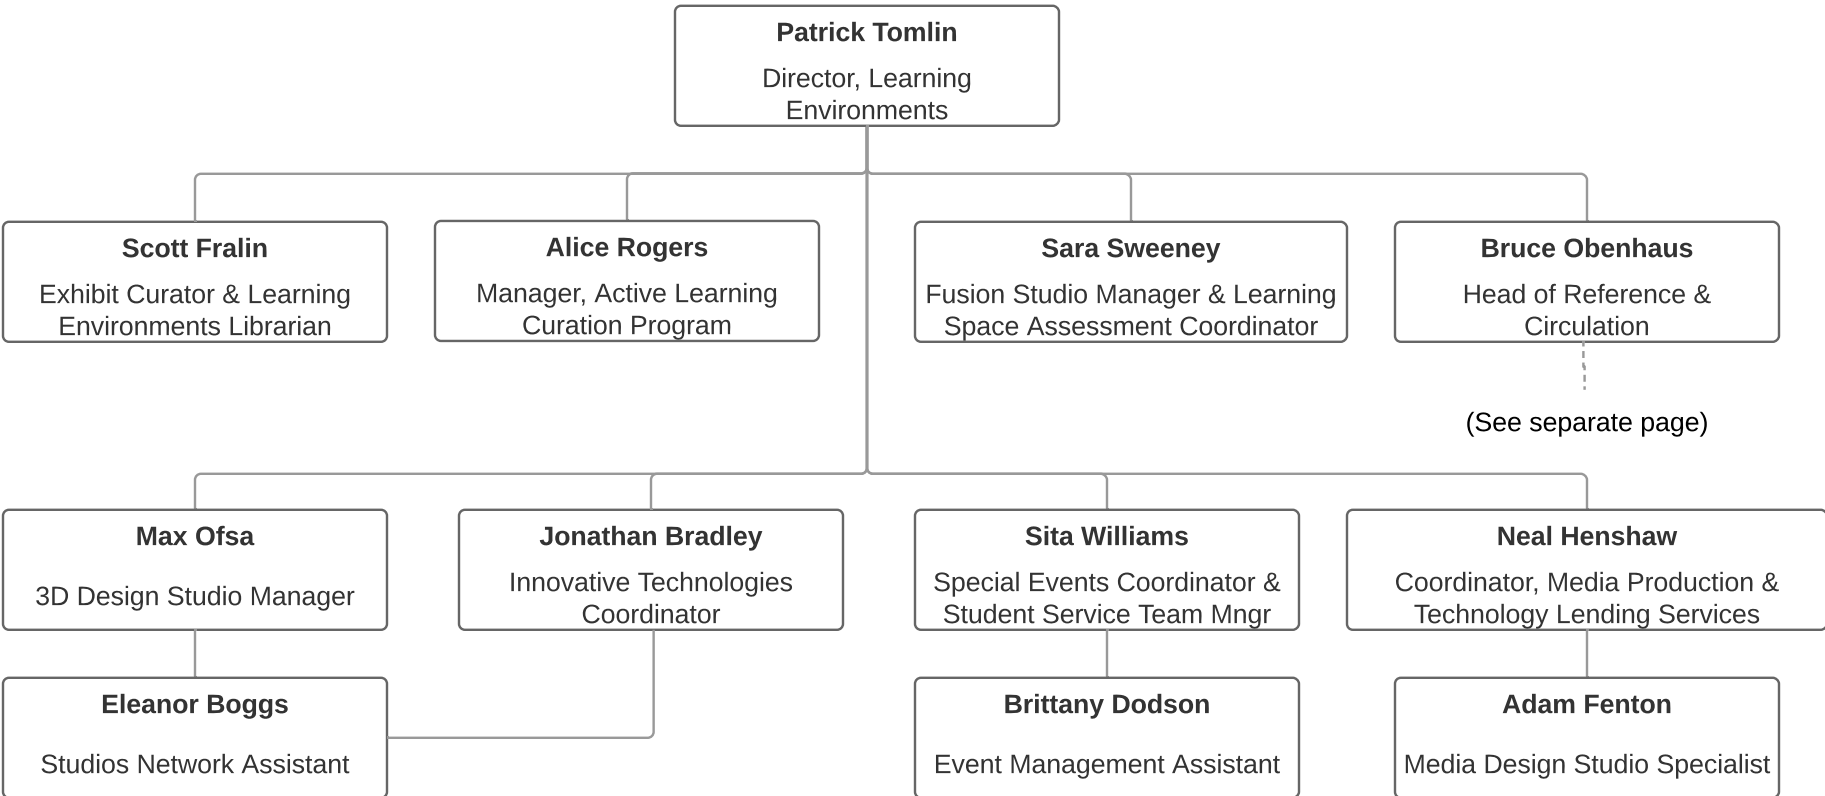 Patrick Tomlin
Director, Learning
Environments
Scott Fralin
Exhibit Curator & Learning
Environments Librarian
Alice Rogers
Manager, Active Learning
Curation Program
Sara Sweeney
Fusion Studio Manager & Learning
Space Assessment Coordinator
Bruce Obenhaus
Head of Reference &
Circulation
(See separate page)
Max Ofsa
3D Design Studio Manager
Jonathan Bradley
Innovative Technologies
Coordinator
Sita Williams
Special Events Coordinator &
Student Service Team Mngr
Neal Henshaw
Coordinator, Media Production &
Technology Lending Services
Eleanor Boggs
Studios Network Assistant
Brittany Dodson
Event Management Assistant
Adam Fenton
Media Design Studio Specialist